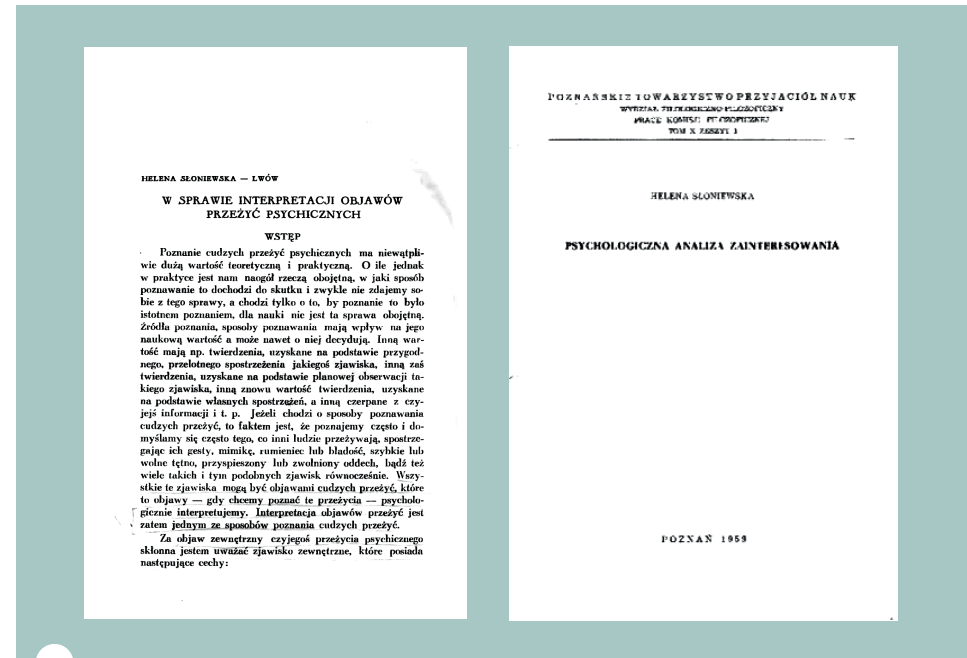 HELENA SŁONIEWSKA — LWÓW
W SPRAWIE INTERPRETACJI OBJAWÓW
PRZEŻYĆ PSYCHICZNYCH
WSTĘP
Poznanie cudzych przeżyć psychicznych ma niewątpli-
wie dużą wartość teoretyczną i praktyczną. O ile jednak
w praktyce jest nam naogół rzeczą obojętną, w jaki sposób
poznawanie to dochodzi do skutku i zwykle nie zdajemy so-
bie z tego sprawy, a chodzi tylko o to, by poznanie to było
istotnem poznaniem, dla nauki nie jest ta sprawa obojętną.
Źródła poznania, sposoby poznawania mają wpływ na jego
naukową wartość a może nawet o niej decydują. Inną war-
tość mają np. twierdzenia, uzyskane na podstawie przygod-
nego, przelotnego spostrzeżenia jakiegoś zjawiska, inną zaś
twierdzenia, uzyskane na podstawie planowej obserwacji ta-
kiego zjawiska, inną znowu wartość twierdzenia, uzyskane
na podstawie własnych spostrzeżeń, a inną czerpane z czy-
jejś informacji i t. p. Jeżeli chodzi o sposoby poznawania
cudzych przeżyć, to faktem jest, że poznajemy często i do-
myślamy się często tego, co inni ludzie przeżywają, spostrze-
gając ich gesty, mimikę, rumieniec lub bladość, szybkie lub
wolne tętno, przyspieszony lub zwolniony oddech, bądź też
wiele takich i tym podobnych zjawisk równocześnie. Wszy-
stkie te zjawiska mogą być objawami cudzych przeżyć, które
to objawy — gdy chcemy poznać te przeżycia — psycholo-
gicznie interpretujemy. Interpretacja objawów przeżyć jest
zatem jednym ze sposobów poznania cudzych przeżyć.
Za objaw zewnętrzny czyjegoś przeżycia psychicznego
skłonna jestem uważać zjawisko zewnętrzne, które posiada
następujące cechy:
POZNAŃSKIE TOWARZYSTWO PRZYJACIÓŁ NAUK
WYDZIAŁ FILOLOGICZNO-FILOZOFICZNY
PRACE KOMISJI FILOZOFICZNEJ
TOM X ZESZYT 3
HELENA SŁONIEWSKA
PSYCHOLOGICZNA ANALIZA ZAINTERESOWANIA
POZNAŃ 1959